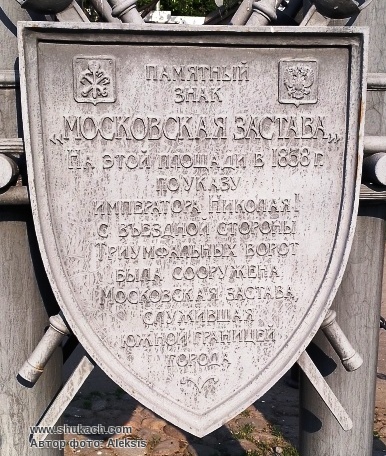 ПАМЯТНЫЙ
ЗНАК
„МОСКОВСКАЯ ЗАСТАВА„
НА ЭТОЙ ПЛОЩАДИ В 1838 Г.
ПО УКАЗУ
ИМПЕРАТОРА НИКОЛАЯ I
С ВЪЕЗДНОЙ СТОРОНЫ
ТРИУМФАЛЬНЫХ ВОРОТ
БЫЛА СООРУЖЕНА
МОСКОВСКАЯ ЗАСТАВА,
СЛУЖИВШАЯ
ЮЖНОЙ ГРАНИЦЕЙ
ГОРОДА
www.shukach.com
Автор фото: Aleksis